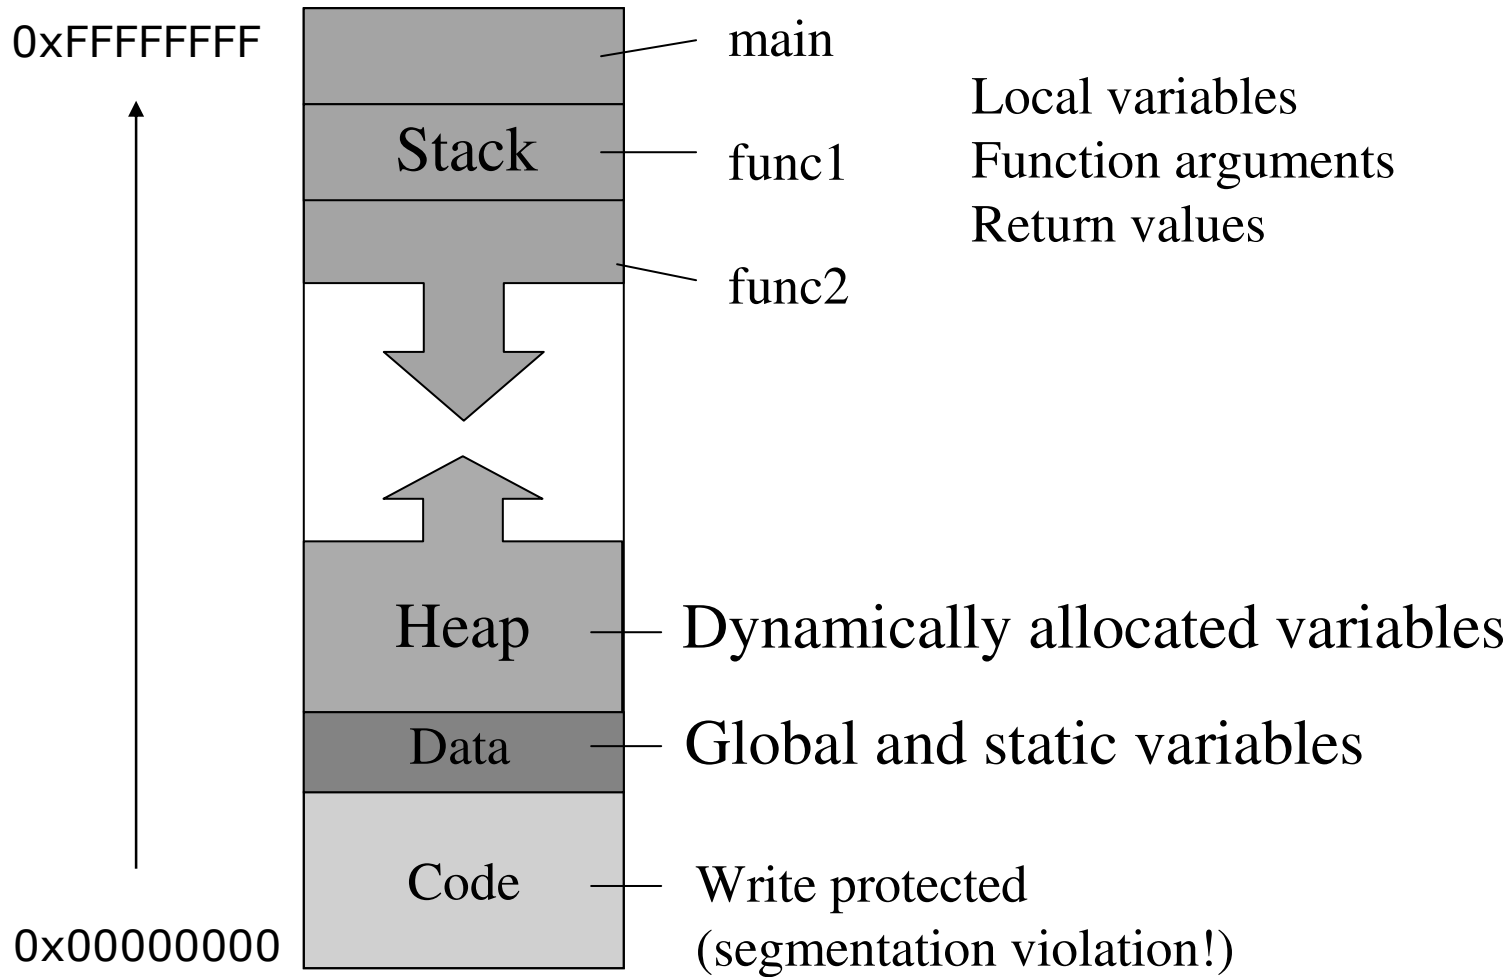 0xFFFFFFFF
main
Local variables
Stack
func1
Function arguments
Return values
func2
Heap
Dynamically allocated variables
Data
Global and static variables
Code
Write protected
(segmentation violation!)
0x00000000